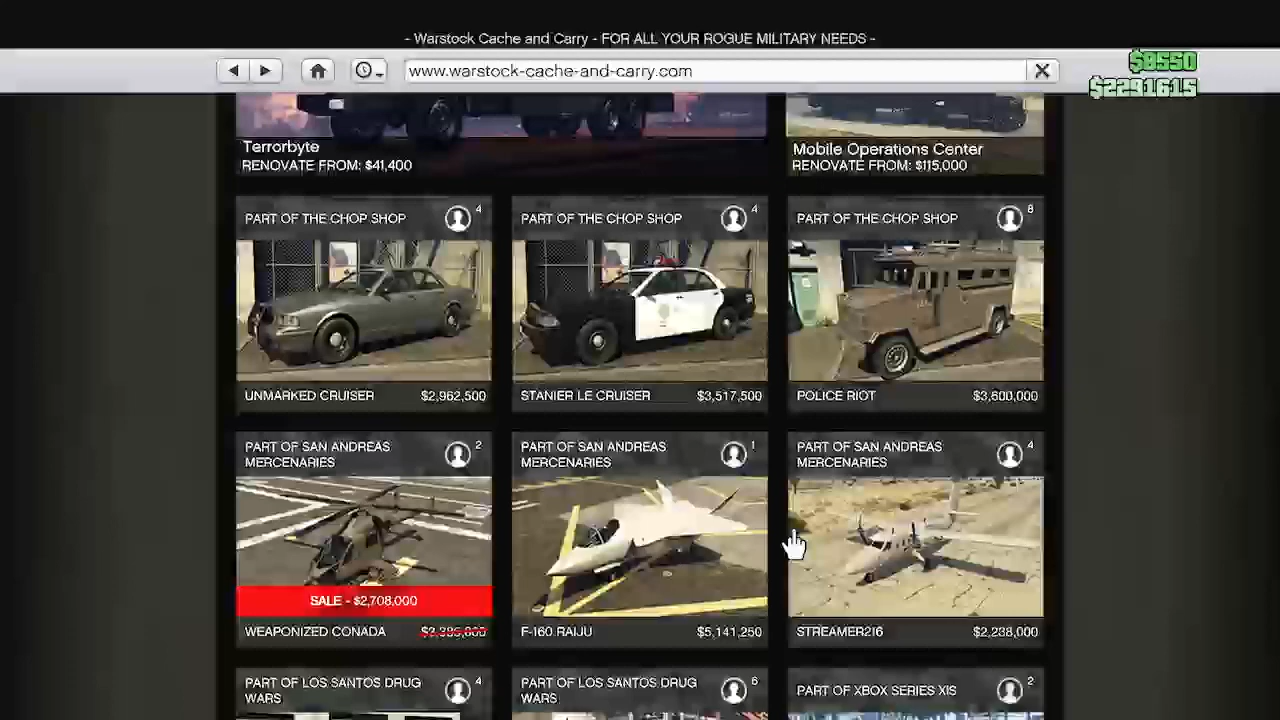 - Warstock Cache and Carry - FOR ALL YOUR ROGUE MILITARY NEEDS -
www.warstock-cache-and-carry.com
$8550
$2291615
Terrorbyte
RENOVATE FROM: $41,400
Mobile Operations Center
RENOVATE FROM: $115,000
PART OF THE CHOP SHOP
4
PART OF THE CHOP SHOP
4
PART OF THE CHOP SHOP
8
UNMARKED CRUISER
$2,962,500
STANIER LE CRUISER
$3,517,500
POLICE RIOT
$3,600,000
PART OF SAN ANDREAS
MERCENARIES
2
PART OF SAN ANDREAS
MERCENARIES
1
PART OF SAN ANDREAS
MERCENARIES
4
SALE - $2,708,000
WEAPONIZED CONADA
$3,385,000
F-160 RAIJU
$5,141,250
STREAMER216
$2,238,000
PART OF LOS SANTOS DRUG
WARS
4
PART OF LOS SANTOS DRUG
WARS
6
PART OF XBOX SERIES X|S
2